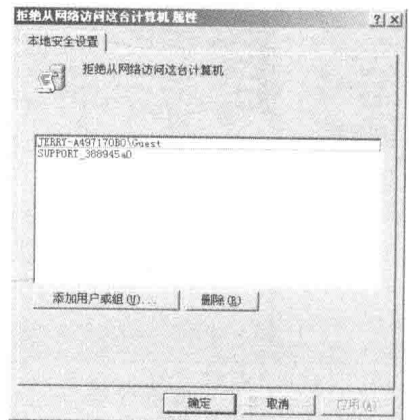 拒绝从网络访问这台计算机 属性
本地安全设置
拒绝从网络访问这台计算机
JERRY-A497170B0\Guest
SUPPORT_388945a0
添加用户或组(U)...
删除(R)
确定
取消
应用(A)